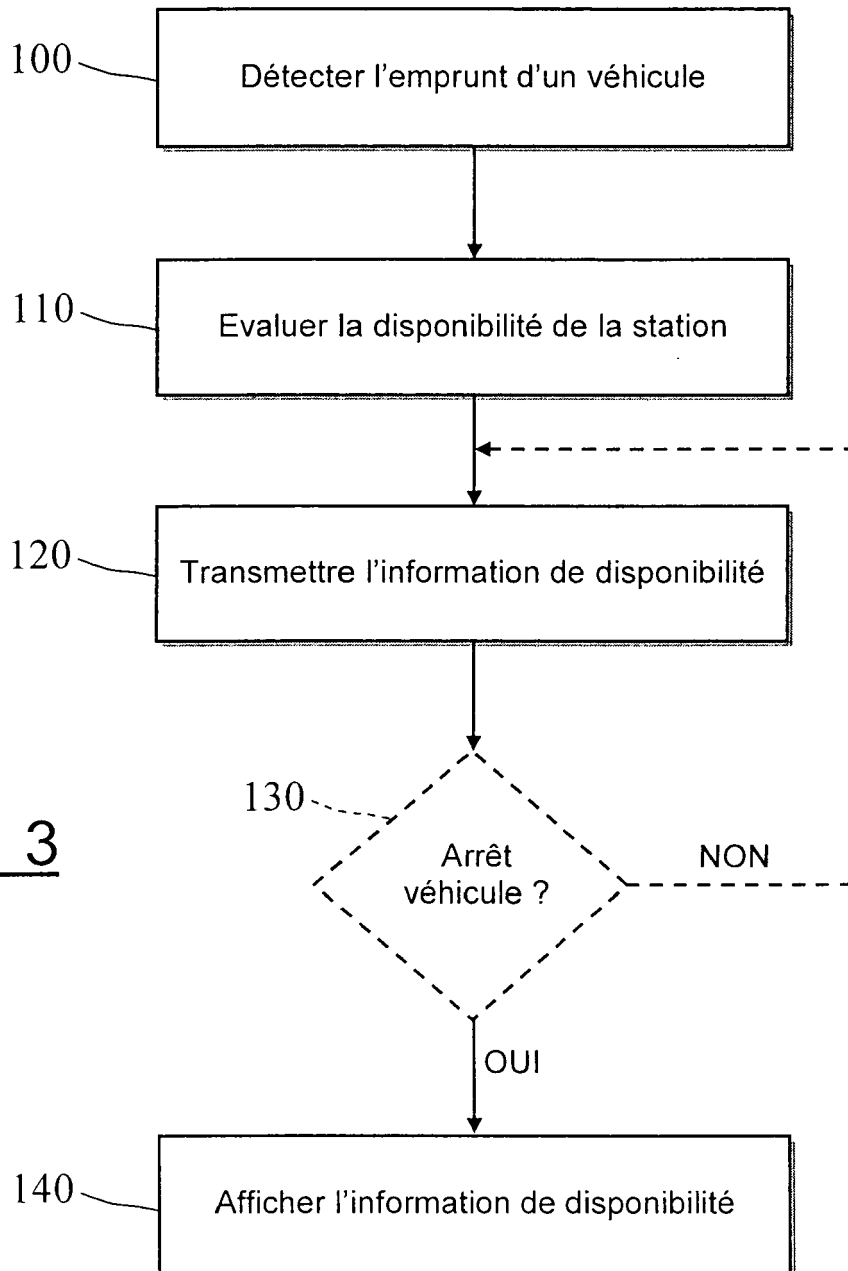 100
Détecter l'emprunt d'un véhicule
110
Evaluer la disponibilité de la station
120
Transmettre l'information de disponibilité
130
Arrêt
véhicule ?
NON
3
OUI
140
Afficher l'information de disponibilité